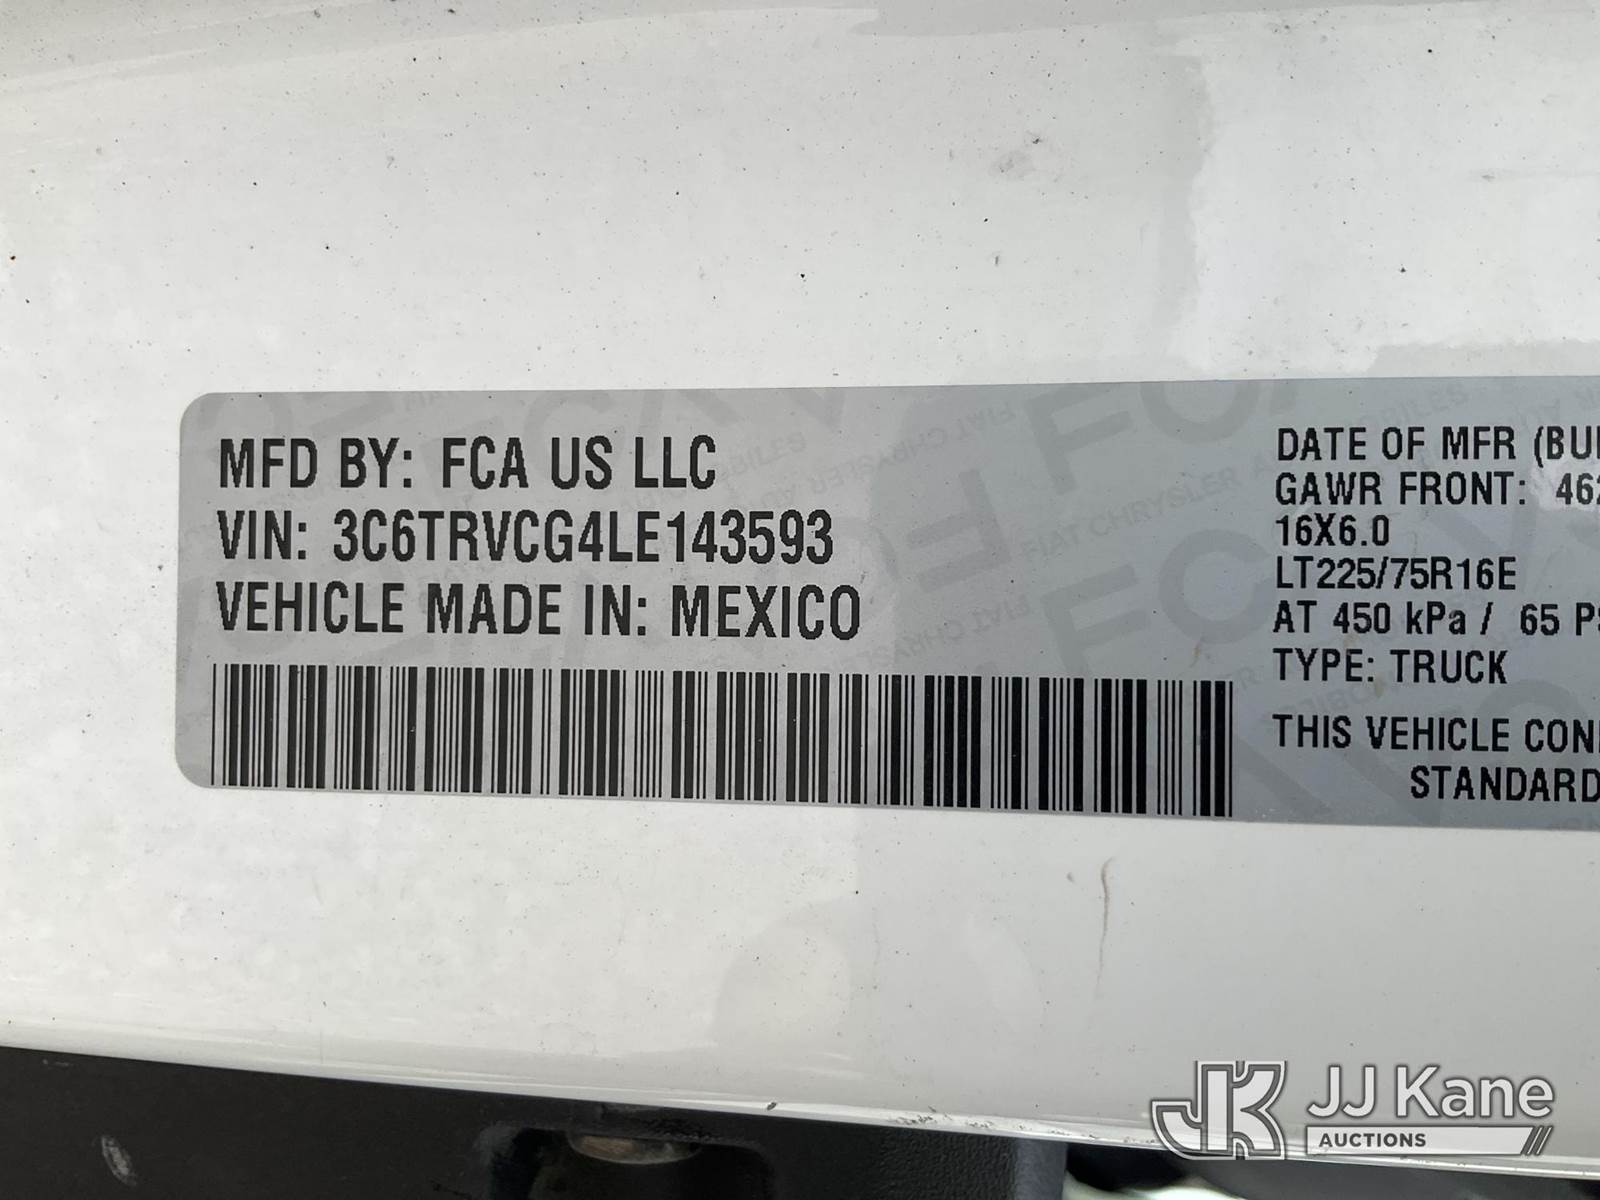 MFD BY: FCA US LLC
VIN: 3C6TRVCG4LE143593
VEHICLE MADE IN: MEXICO
DATE OF MFR
GAWR FRONT:
16X6.0
LT225/75R16E
AT 450 kPa / 65
TYPE: TRUCK
THIS VEHICLE
STANDARD
JK JJ Kane
AUCTIONS